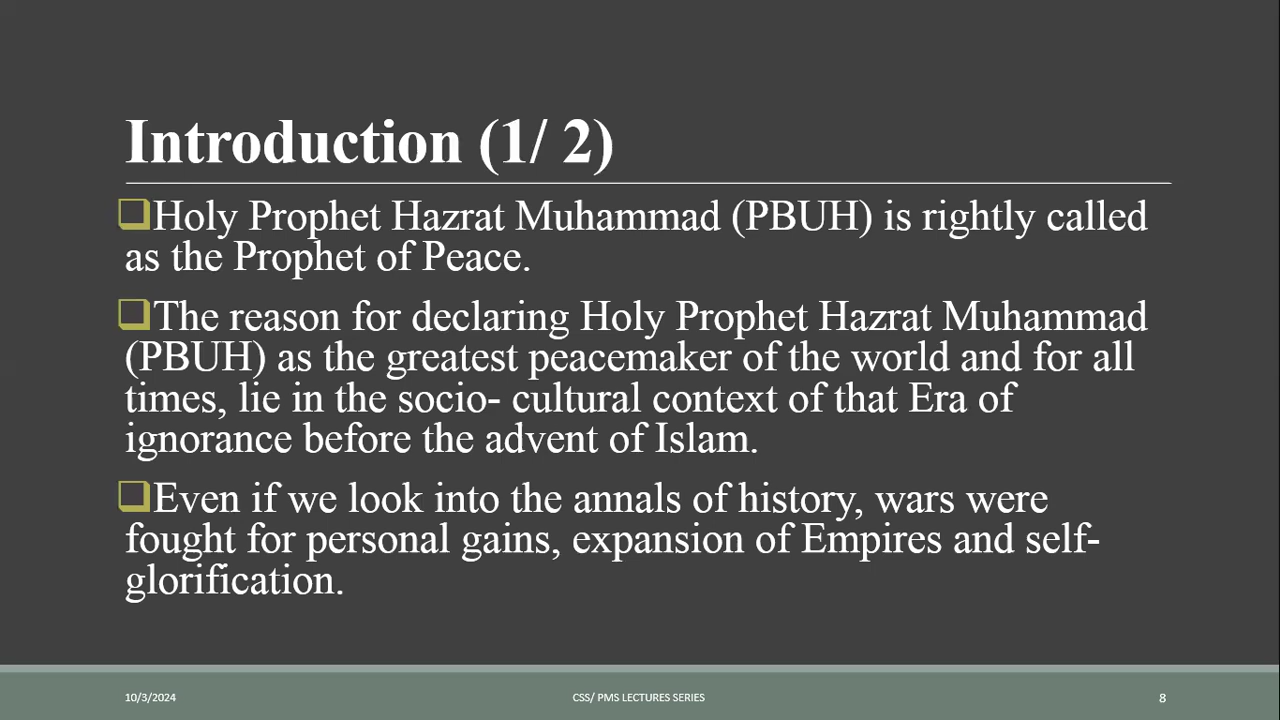 Introduction (1/ 2)
Holy Prophet Hazrat Muhammad (PBUH) is rightly called
as the Prophet of Peace.
The reason for declaring Holy Prophet Hazrat Muhammad
(PBUH) as the greatest peacemaker of the world and for all
times, lie in the socio- cultural context of that Era of
ignorance before the advent of Islam.
Even if we look into the annals of history, wars were
fought for personal gains, expansion of Empires and self-
glorification.
10/3/2024
CSS/ PMS LECTURES SERIES
8